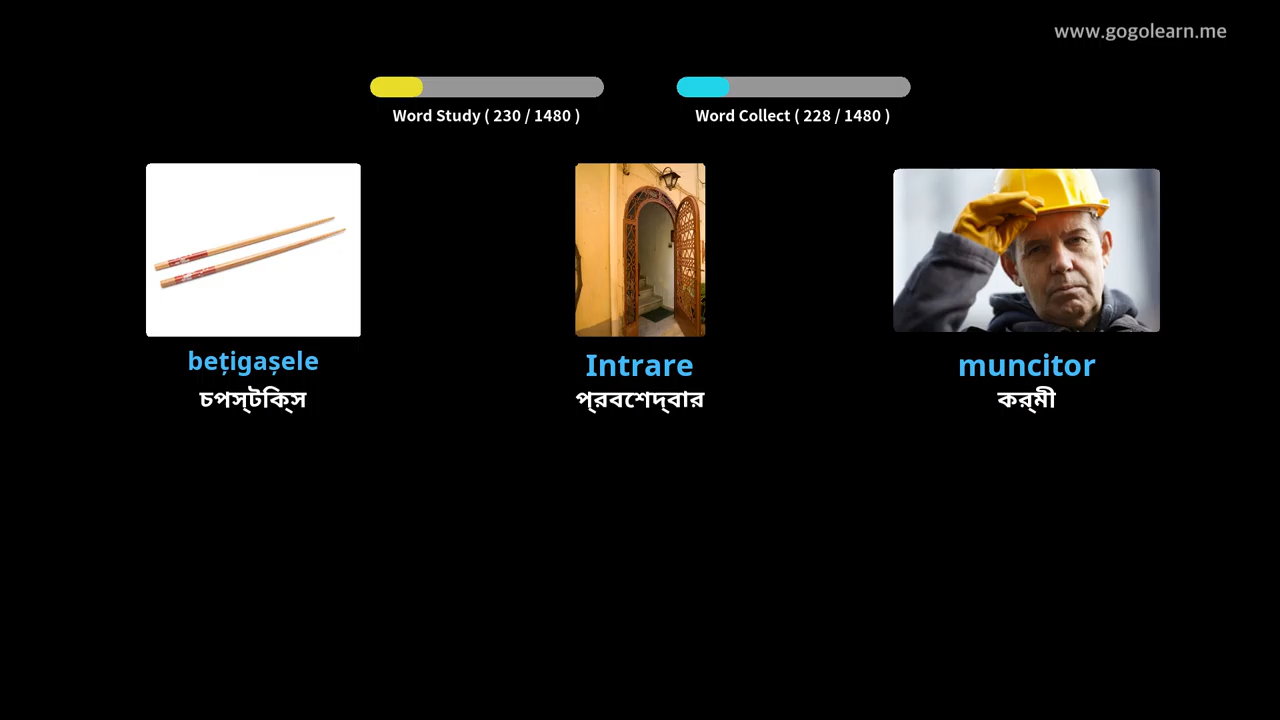 www.gogolearn.me
Word Study ( 230 / 1480 )
Word Collect ( 228 / 1480 )
bețigașele
Intrare
muncitor
চপস্টিক্স
প্রবেশদ্বার
কর্মী